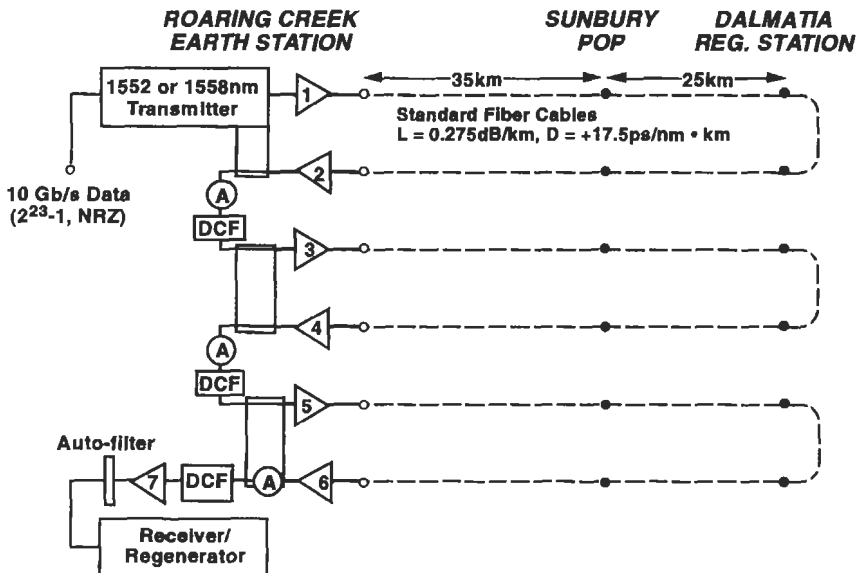 ROARING CREEK
EARTH STATION
SUNBURY
POP
DALMATIA
REG. STATION
1552 or 1558nm
Transmitter
1
35km
25km
Standard Fiber Cables
L = 0.275dB/km, D = +17.5ps/nm • km
2
10 Gb/s Data
(2²³-1, NRZ)
A
DCF
3
4
A
DCF
5
Auto-filter
7
DCF
A
6
Receiver/
Regenerator